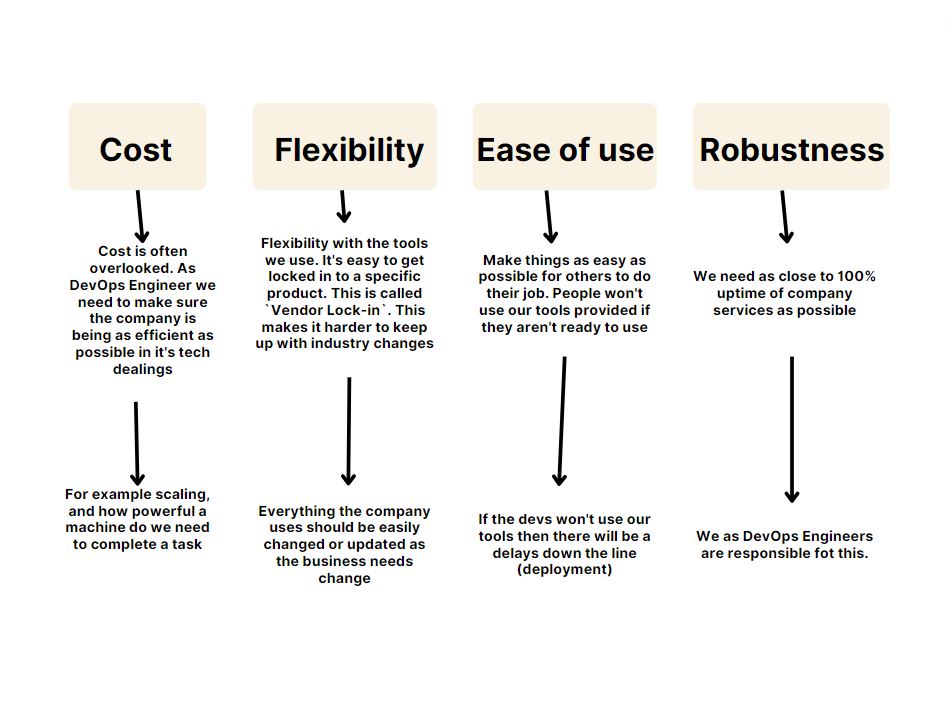 Cost
Cost is often
overlooked. As
DevOps Engineer we
need to make sure
the company is
being as efficient as
possible in it's tech
dealings
For example scaling,
and how powerful a
machine do we need
to complete a task
Flexibility
Flexibility with the tools
we use. It's easy to get
locked in to a specific
product. This is called
`Vendor Lock-in`. This
makes it harder to keep
up with industry changes
Everything the company
uses should be easily
changed or updated as
the business needs
change
Ease of use
Make things as easy as
possible for others to do
their job. People won't
use our tools provided if
they aren't ready to use
If the devs won't use our
tools then there will be a
delays down the line
(deployment)
Robustness
We need as close to 100%
uptime of company
services as possible
We as DevOps Engineers
are responsible fot this.